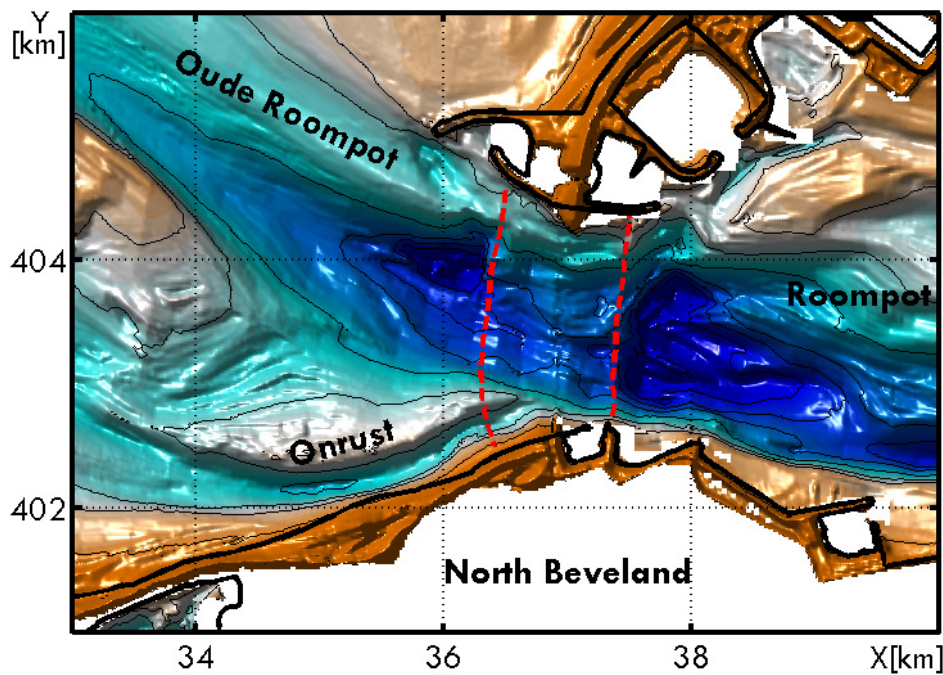 Y
[km]
Oude Roompot
404
Roompot
Onrust
402
North Beveland
34
36
38
X[km]